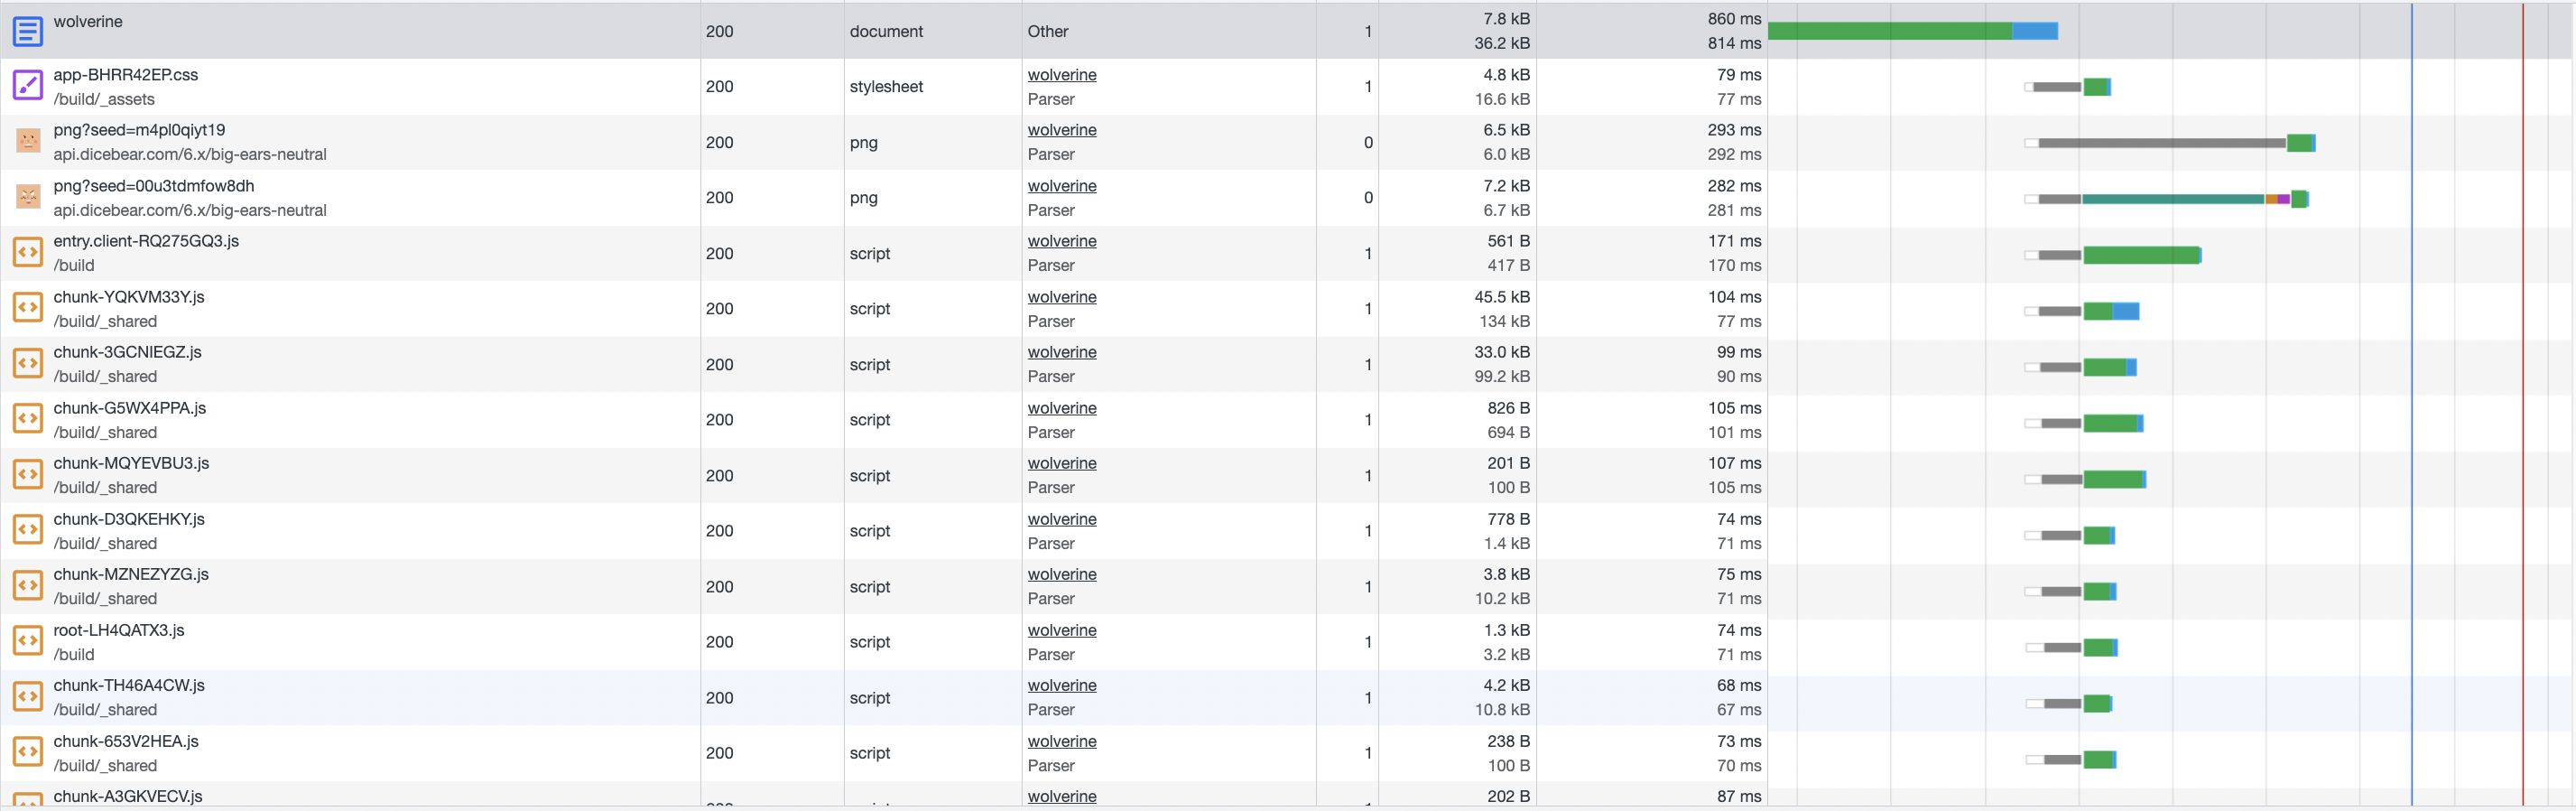 wolverine 200 document Other 1 7.8 kB 860 ms
36.2 kB 814 ms
app-BHRR42EP.css 200 stylesheet wolverine 1 4.8 kB 79 ms
/build/_assets Parser 16.6 kB 77 ms
png?seed=m4pl0qiyt19 200 png wolverine 0 6.5 kB 293 ms
api.dicebear.com/6.x/big-ears-neutral Parser 6.0 kB 292 ms
png?seed=00u3tdmfow8dh 200 png wolverine 0 7.2 kB 282 ms
api.dicebear.com/6.x/big-ears-neutral Parser 6.7 kB 281 ms
entry.client-RQ275GQ3.js 200 script wolverine 1 561 B 171 ms
/build Parser 417 B 170 ms
chunk-YQKVM33Y.js 200 script wolverine 1 45.5 kB 104 ms
/build/_shared Parser 134 kB 77 ms
chunk-3GCNIEGZ.js 200 script wolverine 1 33.0 kB 99 ms
/build/_shared Parser 99.2 kB 90 ms
chunk-G5WX4PPA.js 200 script wolverine 1 826 B 105 ms
/build/_shared Parser 694 B 101 ms
chunk-MQYEVBU3.js 200 script wolverine 1 201 B 107 ms
/build/_shared Parser 100 B 105 ms
chunk-D3QKEHKY.js 200 script wolverine 1 778 B 74 ms
/build/_shared Parser 1.4 kB 71 ms
chunk-MZNEZYZG.js 200 script wolverine 1 3.8 kB 75 ms
/build/_shared Parser 10.2 kB 71 ms
root-LH4QATX3.js 200 script wolverine 1 1.3 kB 74 ms
/build Parser 3.2 kB 71 ms
chunk-TH46A4CW.js 200 script wolverine 1 4.2 kB 68 ms
/build/_shared Parser 10.8 kB 67 ms
chunk-653V2HEA.js 200 script wolverine 1 238 B 73 ms
/build/_shared Parser 100 B 70 ms
chunk-A3GKVECV.js wolverine 202 B 87 ms